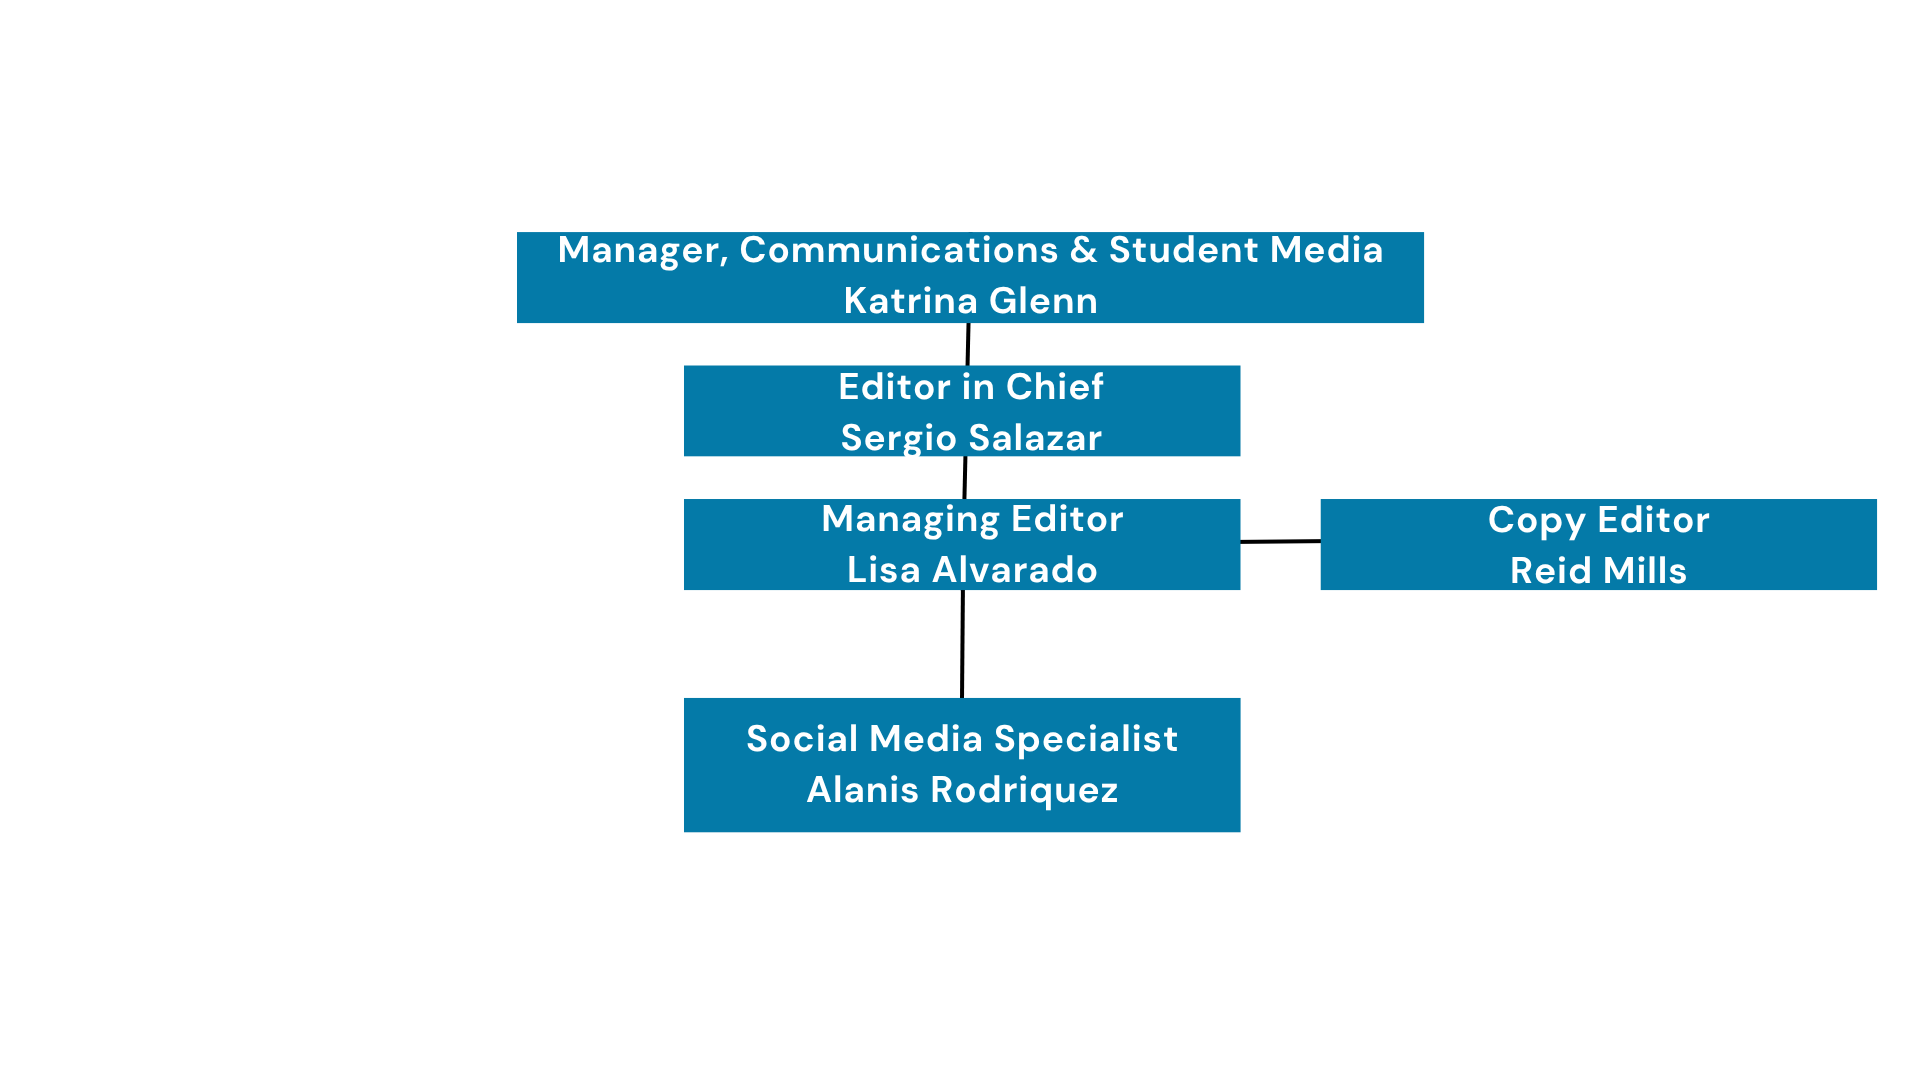 Manager, Communications & Student Media
Katrina Glenn
Editor in Chief
Sergio Salazar
Managing Editor
Lisa Alvarado
Copy Editor
Reid Mills
Social Media Specialist
Alanis Rodriquez